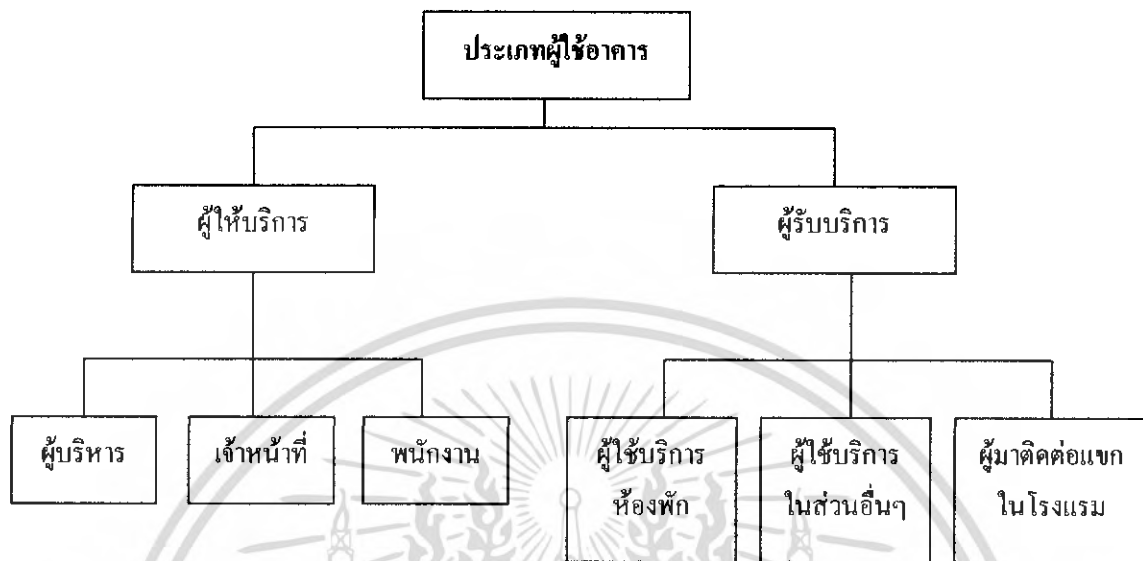 ประเภทผู้ใช้อาคาร
ผู้ให้บริการ
ผู้รับบริการ
ผู้บริหาร
เจ้าหน้าที่
พนักงาน
ผู้ใช้บริการ
ห้องพัก
ผู้ใช้บริการ
ในส่วนอื่นๆ
ผู้มาติดต่อแขก
ในโรงแรม